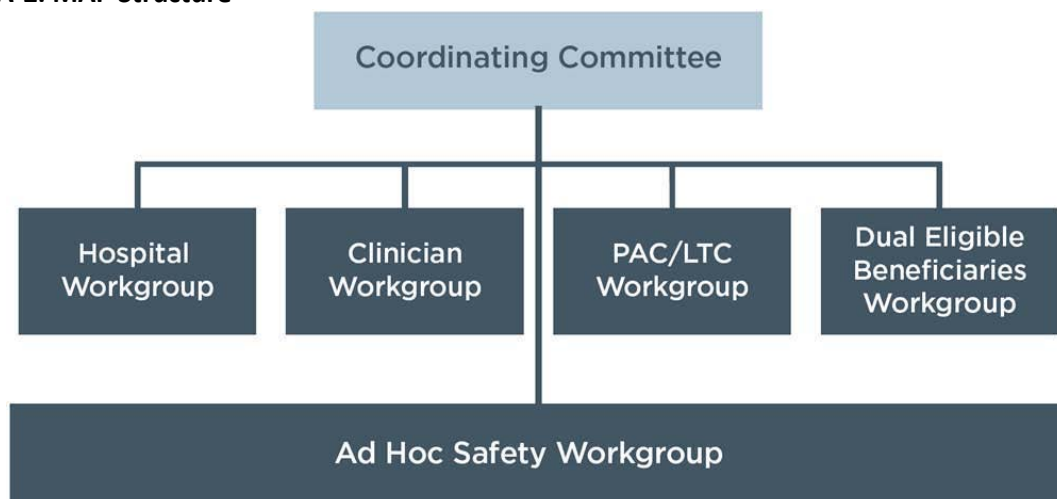 Coordinating Committee
Hospital
Workgroup
Clinician
Workgroup
PAC/LTC
Workgroup
Dual Eligible
Beneficiaries
Workgroup
Ad Hoc Safety Workgroup